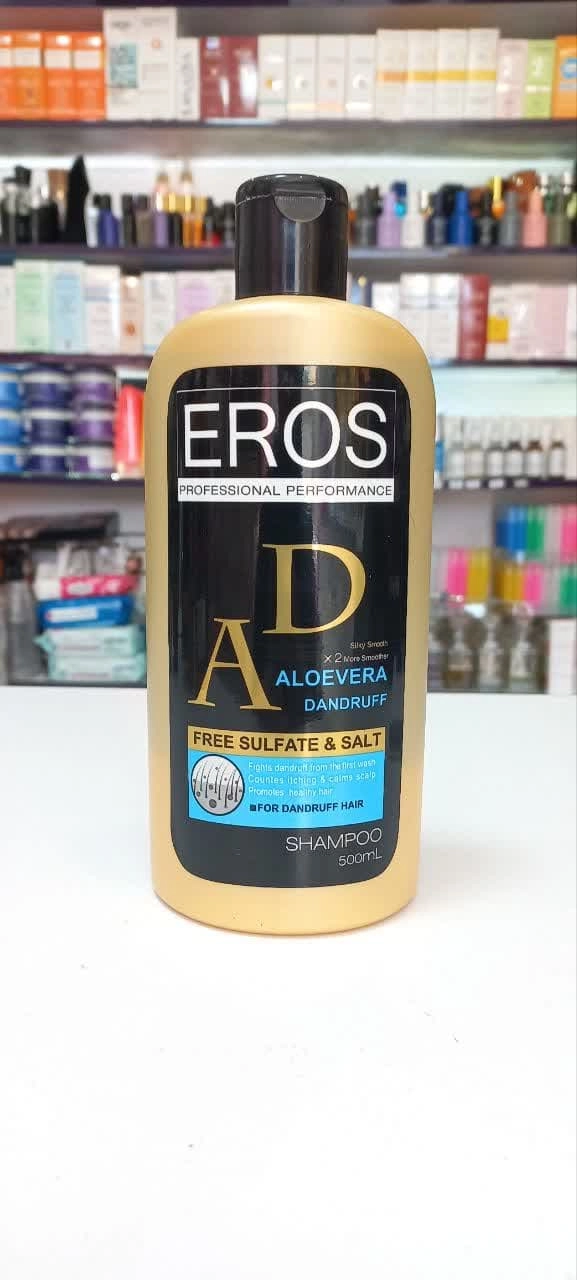 EROS
PROFESSIONAL PERFORMANCE
A D
Silky Smooth
×2 More Smoother
ALOEVERA
DANDRUFF
FREE SULFATE & SALT
Fights dandruff from the first wash
Countes itching & calms scalp
Promotes healthy hair
FOR DANDRUFF HAIR
SHAMPOO
500mL